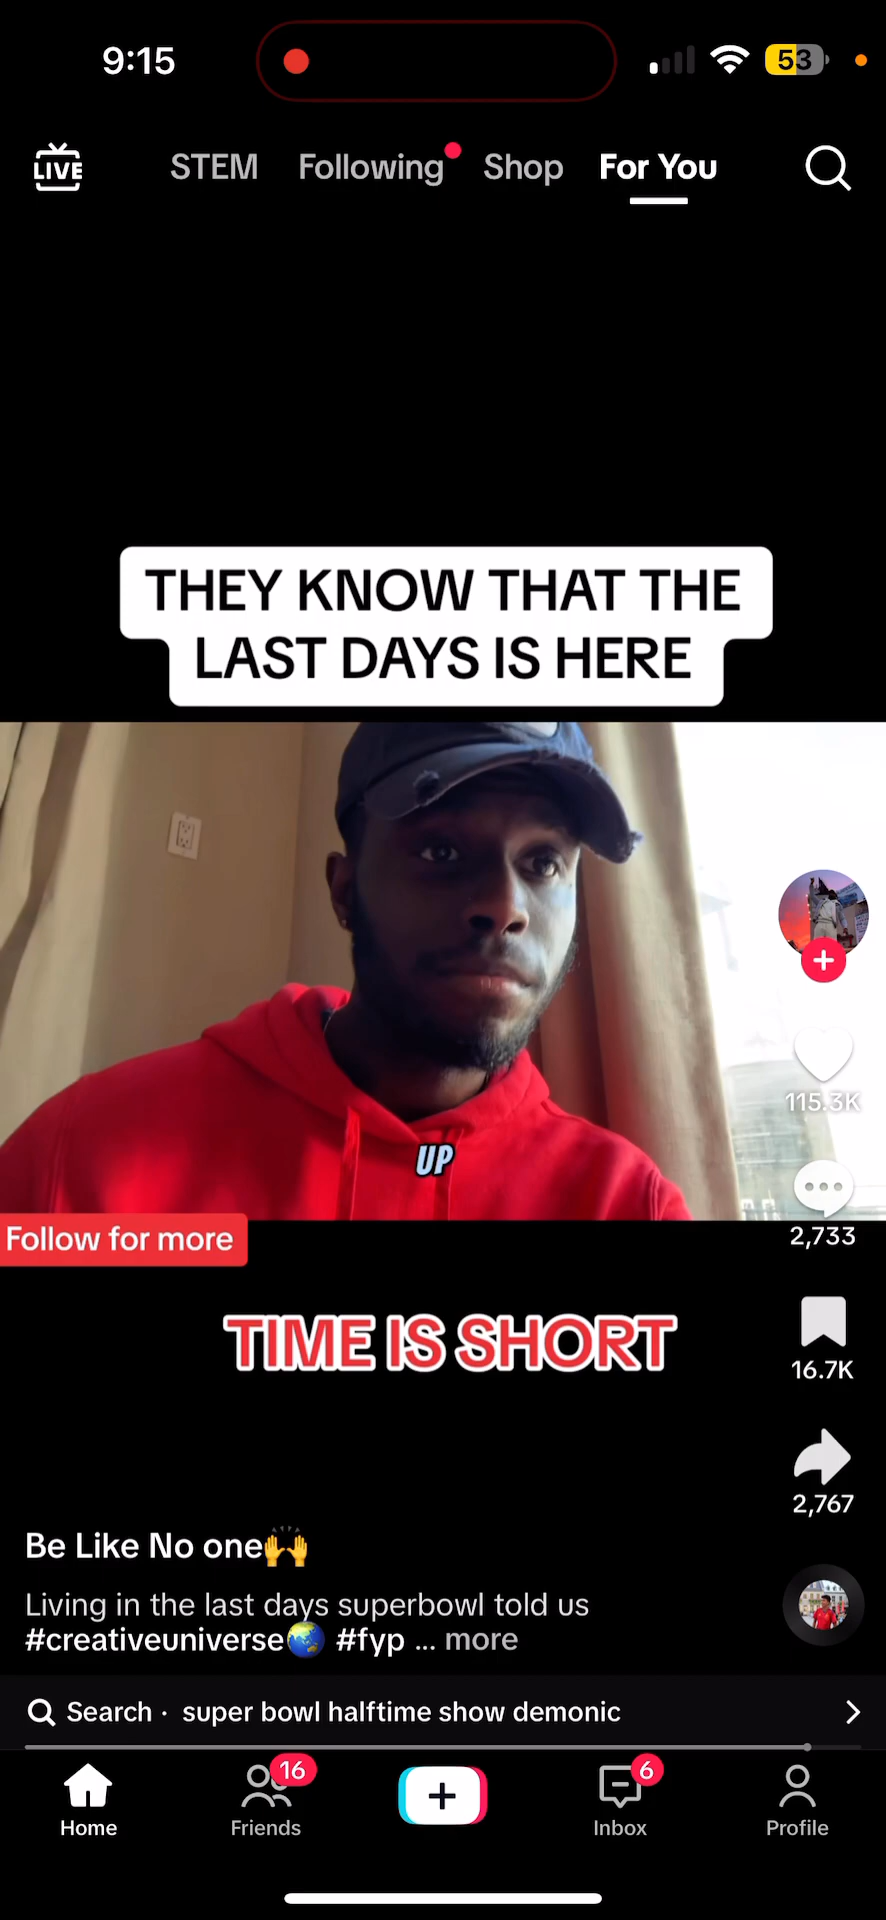 9:15
53
LIVE
STEM
Following
Shop
For You
THEY KNOW THAT THE
LAST DAYS IS HERE
115.3K
UP
2,733
Follow for more
TIME IS SHORT
16.7K
2,767
Be Like No one🙌
Living in the last days superbowl told us
#creativeuniverse🌏 #fyp ... more
Search · super bowl halftime show demonic
16
6
Home
Friends
Inbox
Profile